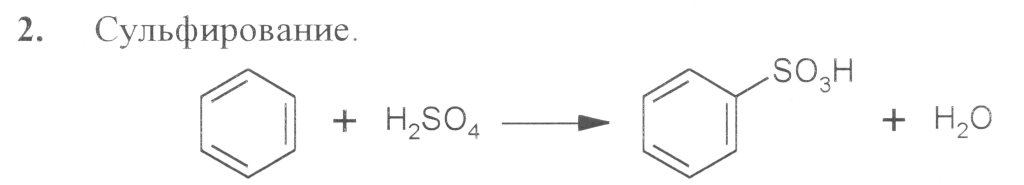 2. Сульфирование.
+ H₂SO₄ SO₃H + H₂O